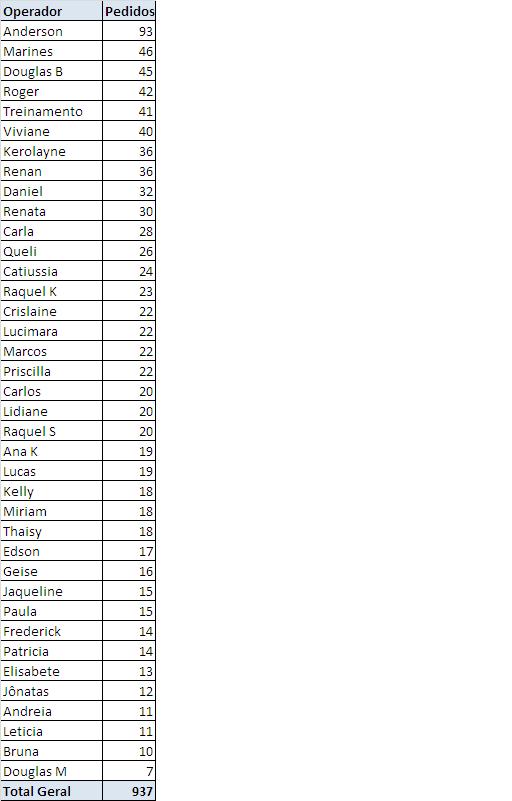 Operador Pedidos
Anderson 93
Marines 46
Douglas B 45
Roger 42
Treinamento 41
Viviane 40
Kerolayne 36
Renan 36
Daniel 32
Renata 30
Carla 28
Queli 26
Catiussia 24
Raquel K 23
Crislaine 22
Lucimara 22
Marcos 22
Priscilla 22
Carlos 20
Lidiane 20
Raquel S 20
Ana K 19
Lucas 19
Kelly 18
Miriam 18
Thaisy 18
Edson 17
Geise 16
Jaqueline 15
Paula 15
Frederick 14
Patricia 14
Elisabete 13
Jônatas 12
Andreia 11
Leticia 11
Bruna 10
Douglas M 7
Total Geral 937